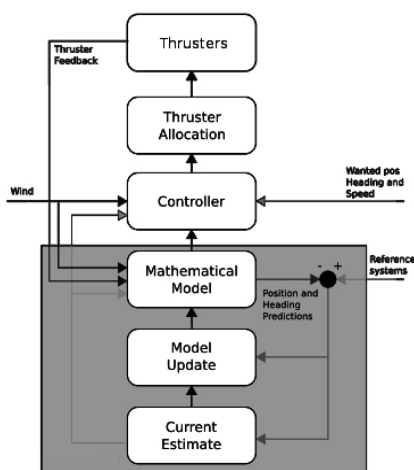 Thrusters
Thruster
Feedback
Thruster
Allocation
Wanted pos
Heading and
Speed
Wind
Controller
Mathematical
Model
- +
Reference
systems
Position and
Heading
Predictions
Model
Update
Current
Estimate